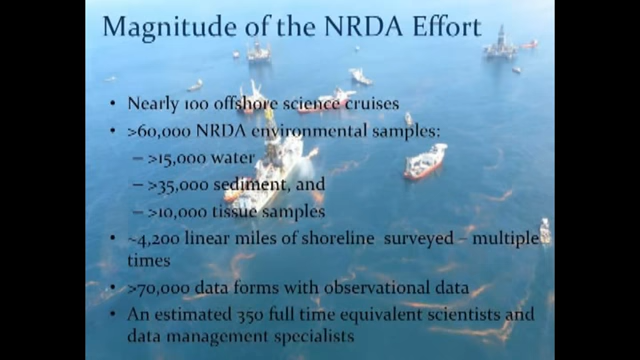 Magnitude of the NRDA Effort
• Nearly 100 offshore science cruises
• >60,000 NRDA environmental samples:
– >15,000 water
– >35,000 sediment, and
– >10,000 tissue samples
• ~4,200 linear miles of shoreline surveyed – multiple
times
• >70,000 data forms with observational data
• An estimated 350 full time equivalent scientists and
data management specialists